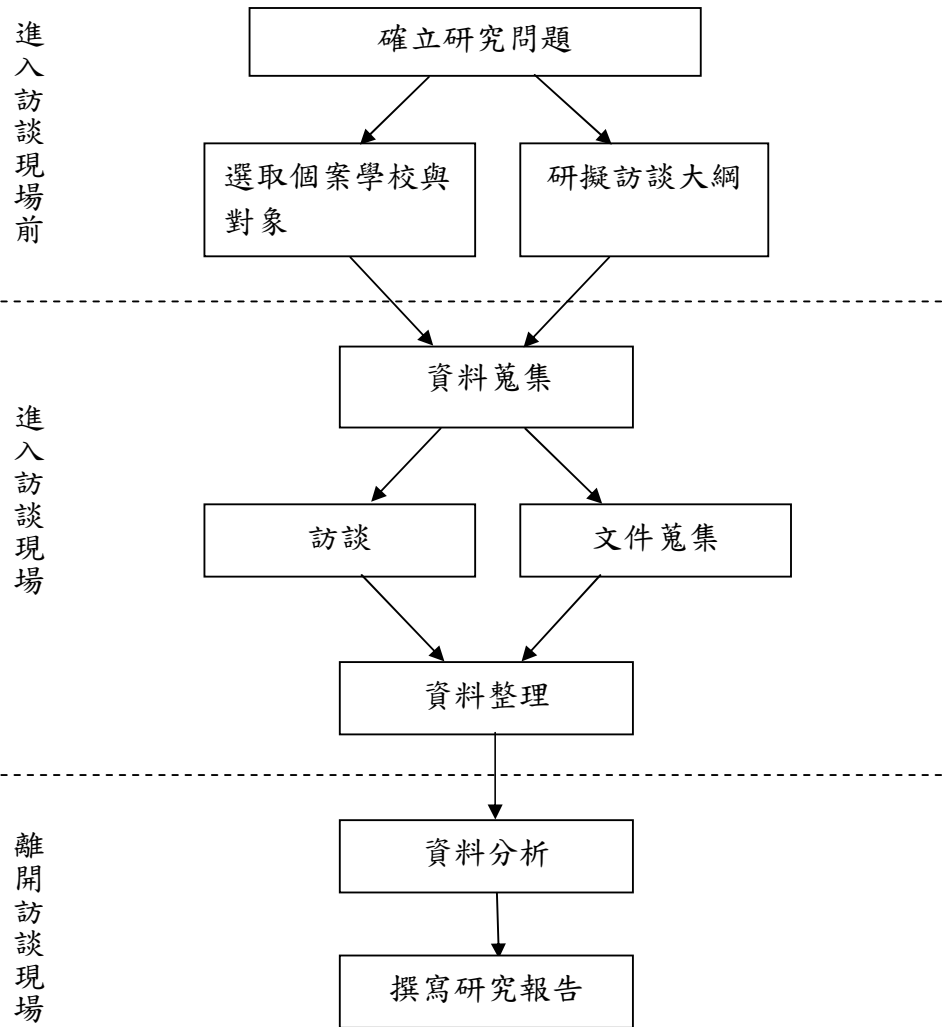 進入訪談現場前
確立研究問題
選取個案學校與
對象
研擬訪談大綱
進入訪談現場
資料蒐集
訪談
文件蒐集
資料整理
離開訪談現場
資料分析
撰寫研究報告